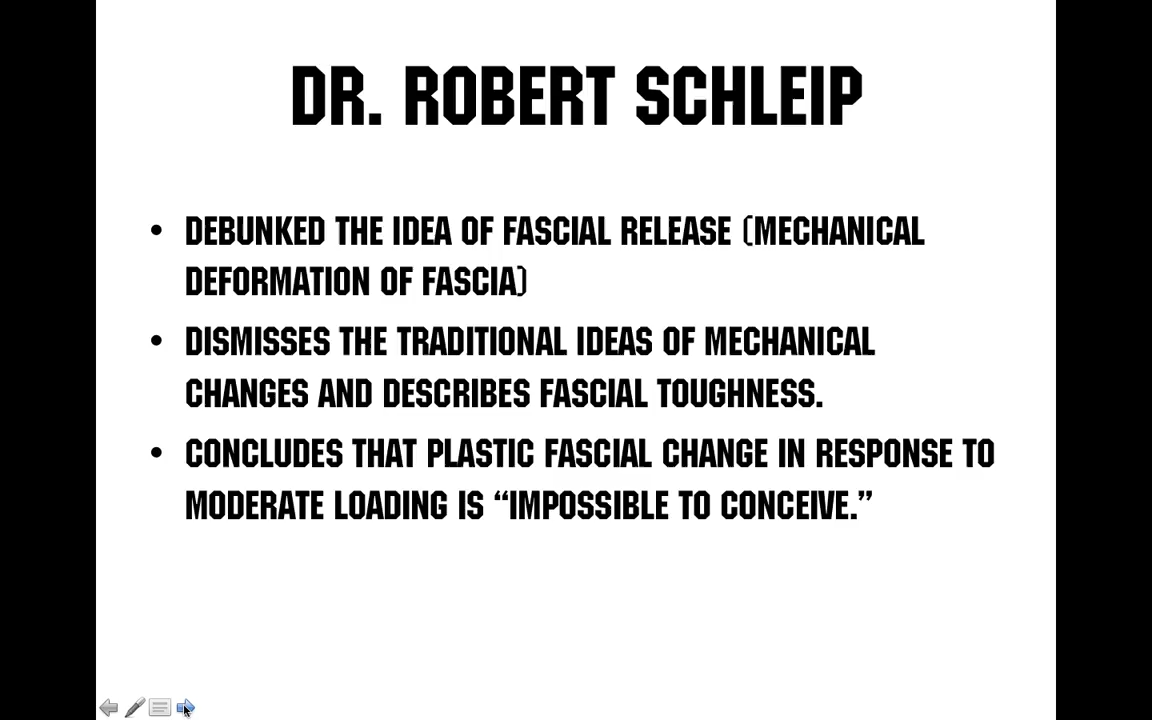 DR. ROBERT SCHLEIP
• DEBUNKED THE IDEA OF FASCIAL RELEASE (MECHANICAL
DEFORMATION OF FASCIA)
• DISMISSES THE TRADITIONAL IDEAS OF MECHANICAL
CHANGES AND DESCRIBES FASCIAL TOUGHNESS.
• CONCLUDES THAT PLASTIC FASCIAL CHANGE IN RESPONSE TO
MODERATE LOADING IS “IMPOSSIBLE TO CONCEIVE.”